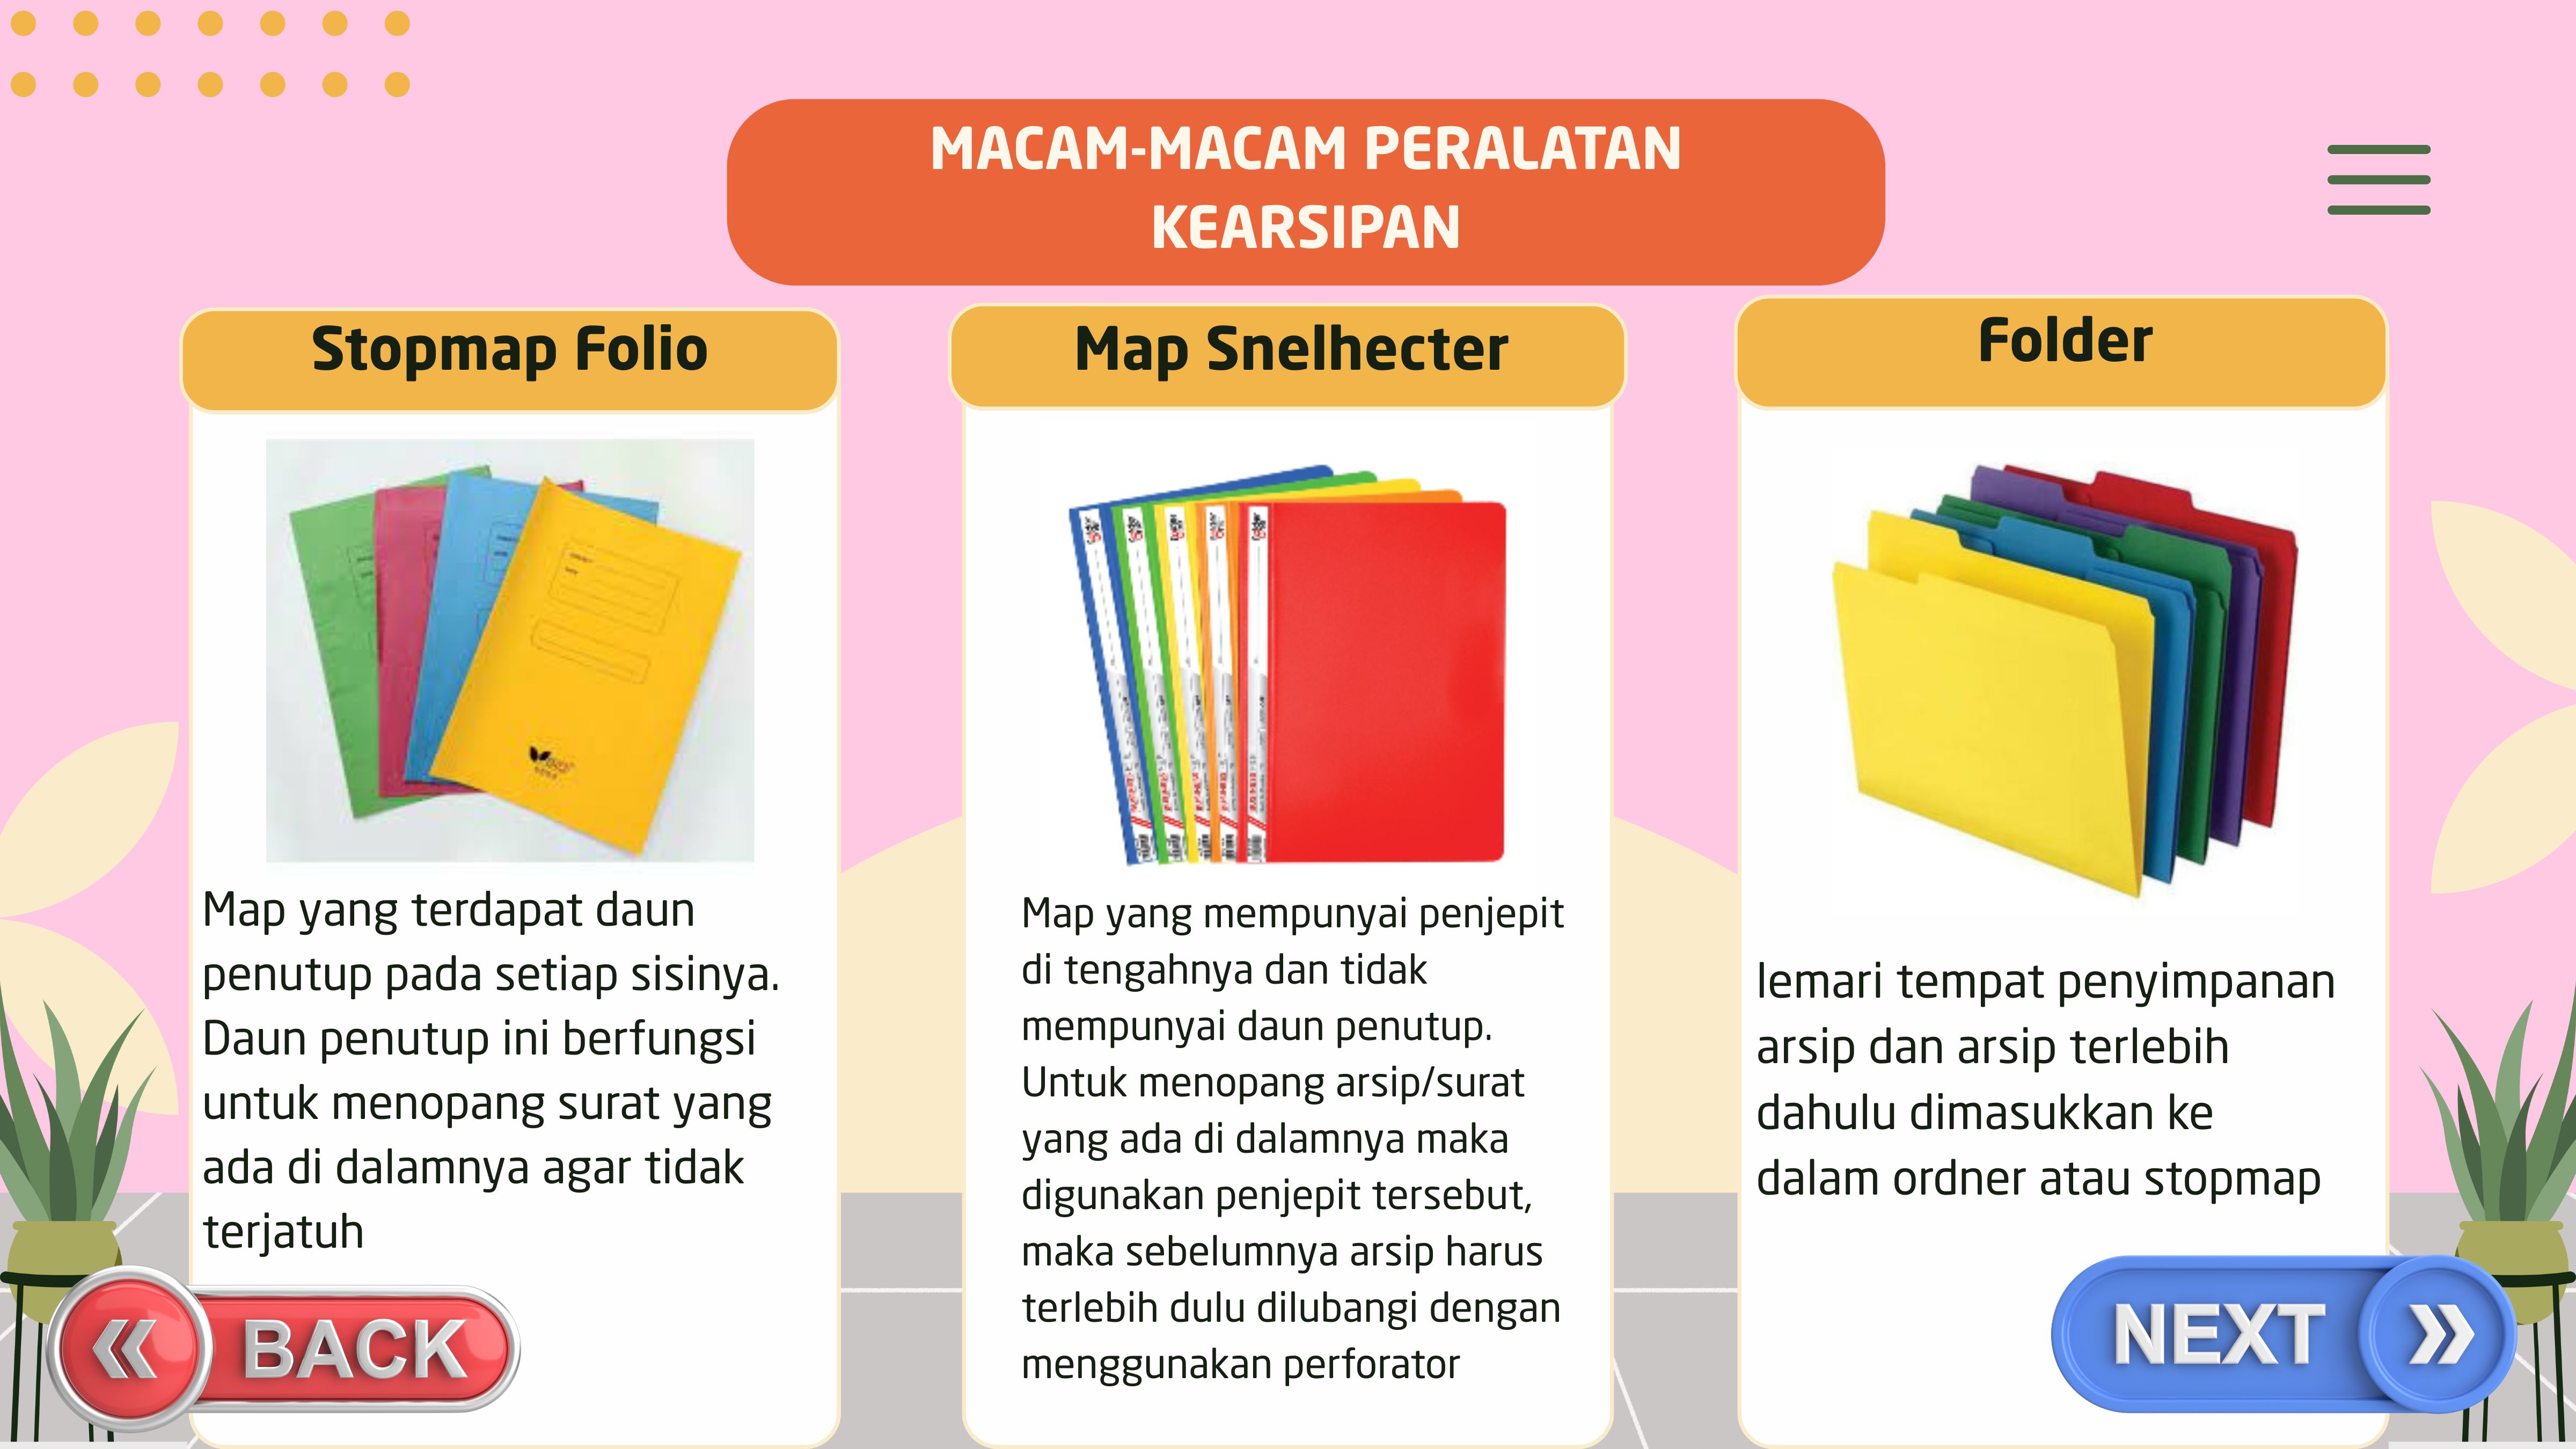 MACAM-MACAM PERALATAN
KEARSIPAN
Stopmap Folio
Map yang terdapat daun
penutup pada setiap sisinya.
Daun penutup ini berfungsi
untuk menopang surat yang
ada di dalamnya agar tidak
terjatuh
Map Snelhecter
Map yang mempunyai penjepit
di tengahnya dan tidak
mempunyai daun penutup.
Untuk menopang arsip/surat
yang ada di dalamnya maka
digunakan penjepit tersebut,
maka sebelumnya arsip harus
terlebih dulu dilubangi dengan
menggunakan perforator
Folder
lemari tempat penyimpanan
arsip dan arsip terlebih
dahulu dimasukkan ke
dalam ordner atau stopmap
BACK
NEXT